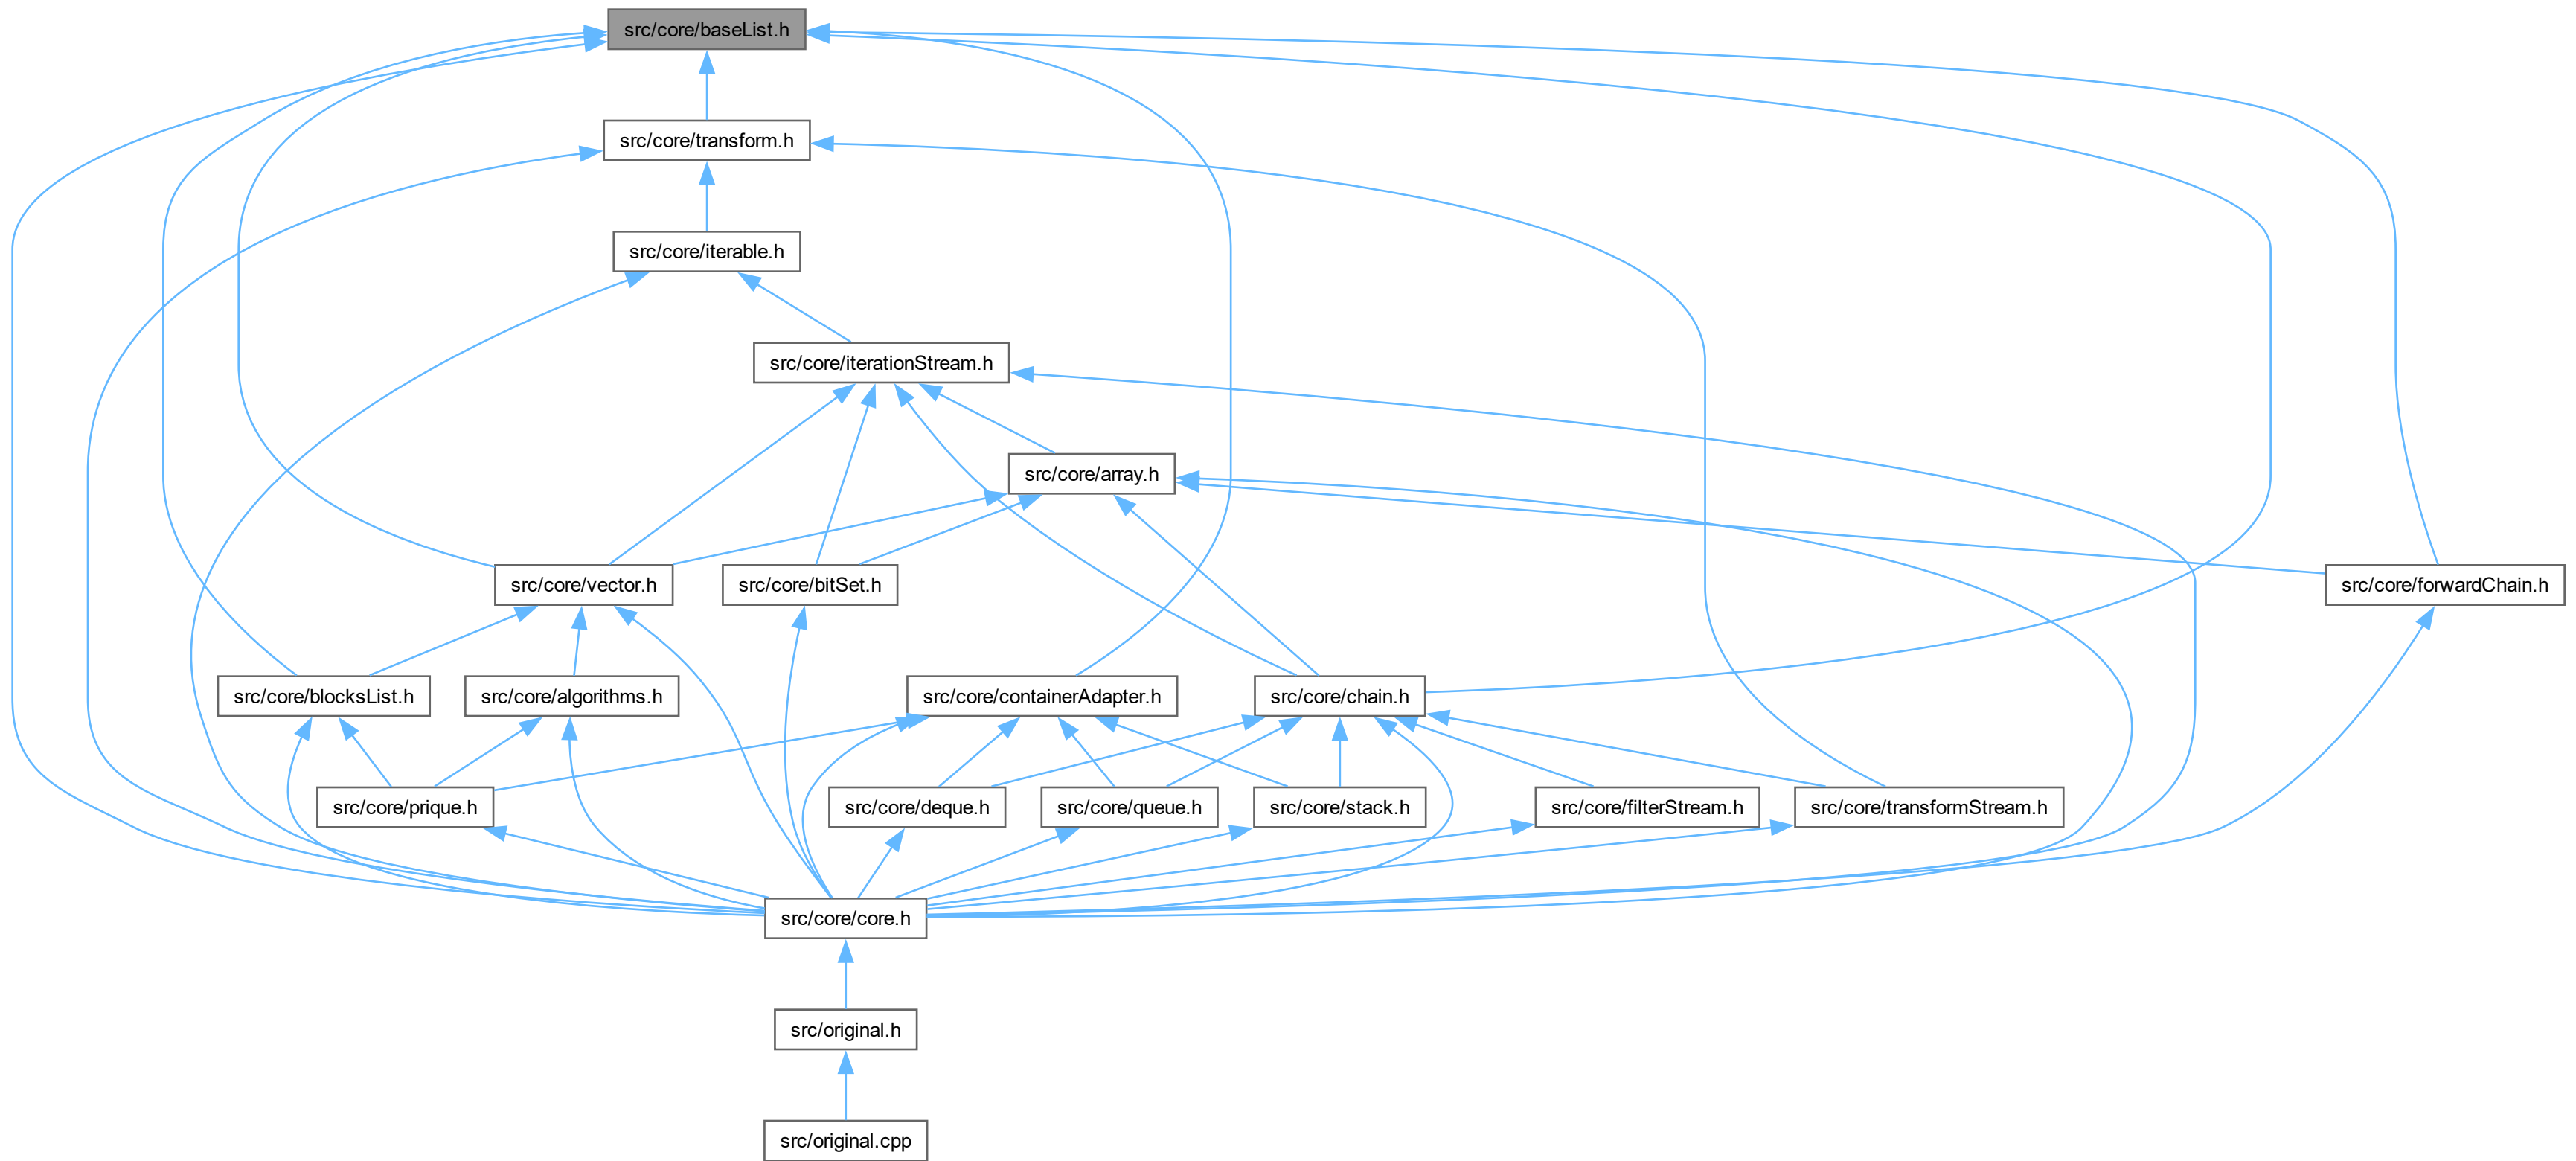 src/core/baseList.h
src/core/transform.h
src/core/iterable.h
src/core/iterationStream.h
src/core/array.h
src/core/vector.h
src/core/bitSet.h
src/core/forwardChain.h
src/core/blocksList.h
src/core/algorithms.h
src/core/containerAdapter.h
src/core/chain.h
src/core/prique.h
src/core/deque.h
src/core/queue.h
src/core/stack.h
src/core/filterStream.h
src/core/transformStream.h
src/core/core.h
src/original.h
src/original.cpp